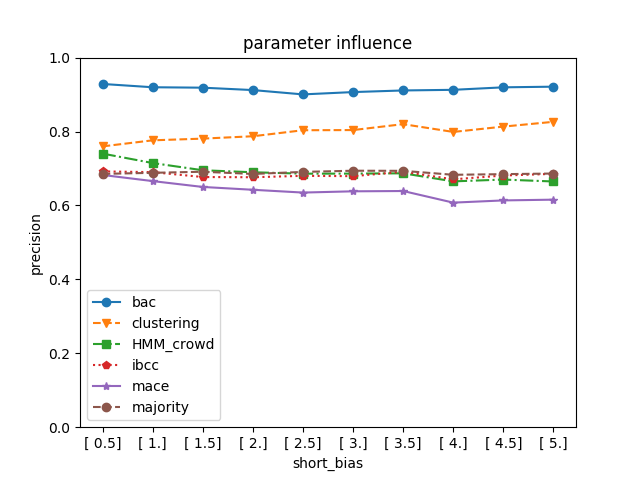 parameter influence
1.0
0.8
0.6
0.4
0.2
0.0
precision
bac
clustering
HMM_crowd
ibcc
mace
majority
[ 0.5] [ 1.] [ 1.5] [ 2.] [ 2.5] [ 3.] [ 3.5] [ 4.] [ 4.5] [ 5.]
short_bias